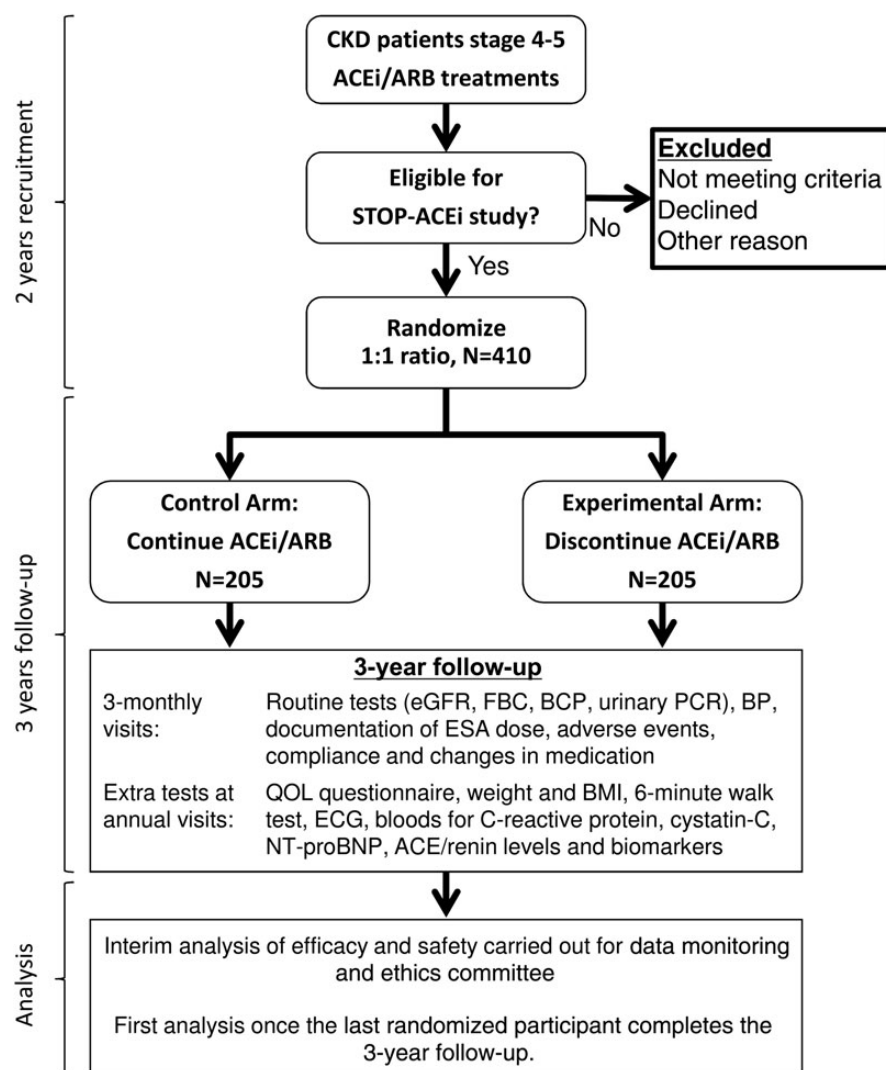 2 years recruitment
CKD patients stage 4-5
ACEi/ARB treatments
Eligible for
STOP-ACEi study?
No
Excluded
Not meeting criteria
Declined
Other reason
Yes
Randomize
1:1 ratio, N=410
3 years follow-up
Control Arm:
Continue ACEi/ARB
N=205
Experimental Arm:
Discontinue ACEi/ARB
N=205
3-year follow-up
3-monthly
visits:
Routine tests (eGFR, FBC, BCP, urinary PCR), BP,
documentation of ESA dose, adverse events,
compliance and changes in medication
Extra tests at
annual visits:
QOL questionnaire, weight and BMI, 6-minute walk
test, ECG, bloods for C-reactive protein, cystatin-C,
NT-proBNP, ACE/renin levels and biomarkers
Analysis
Interim analysis of efficacy and safety carried out for data monitoring
and ethics committee
First analysis once the last randomized participant completes the
3-year follow-up.